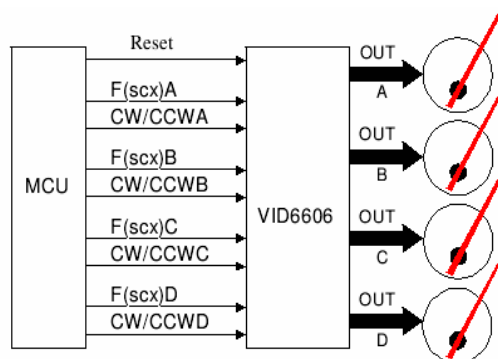 Reset
F(scx)A
CW/CCWA
F(scx)B
CW/CCWB
MCU
VID6606
F(scx)C
CW/CCWC
F(scx)D
CW/CCWD
OUT
A
OUT
B
OUT
C
OUT
D